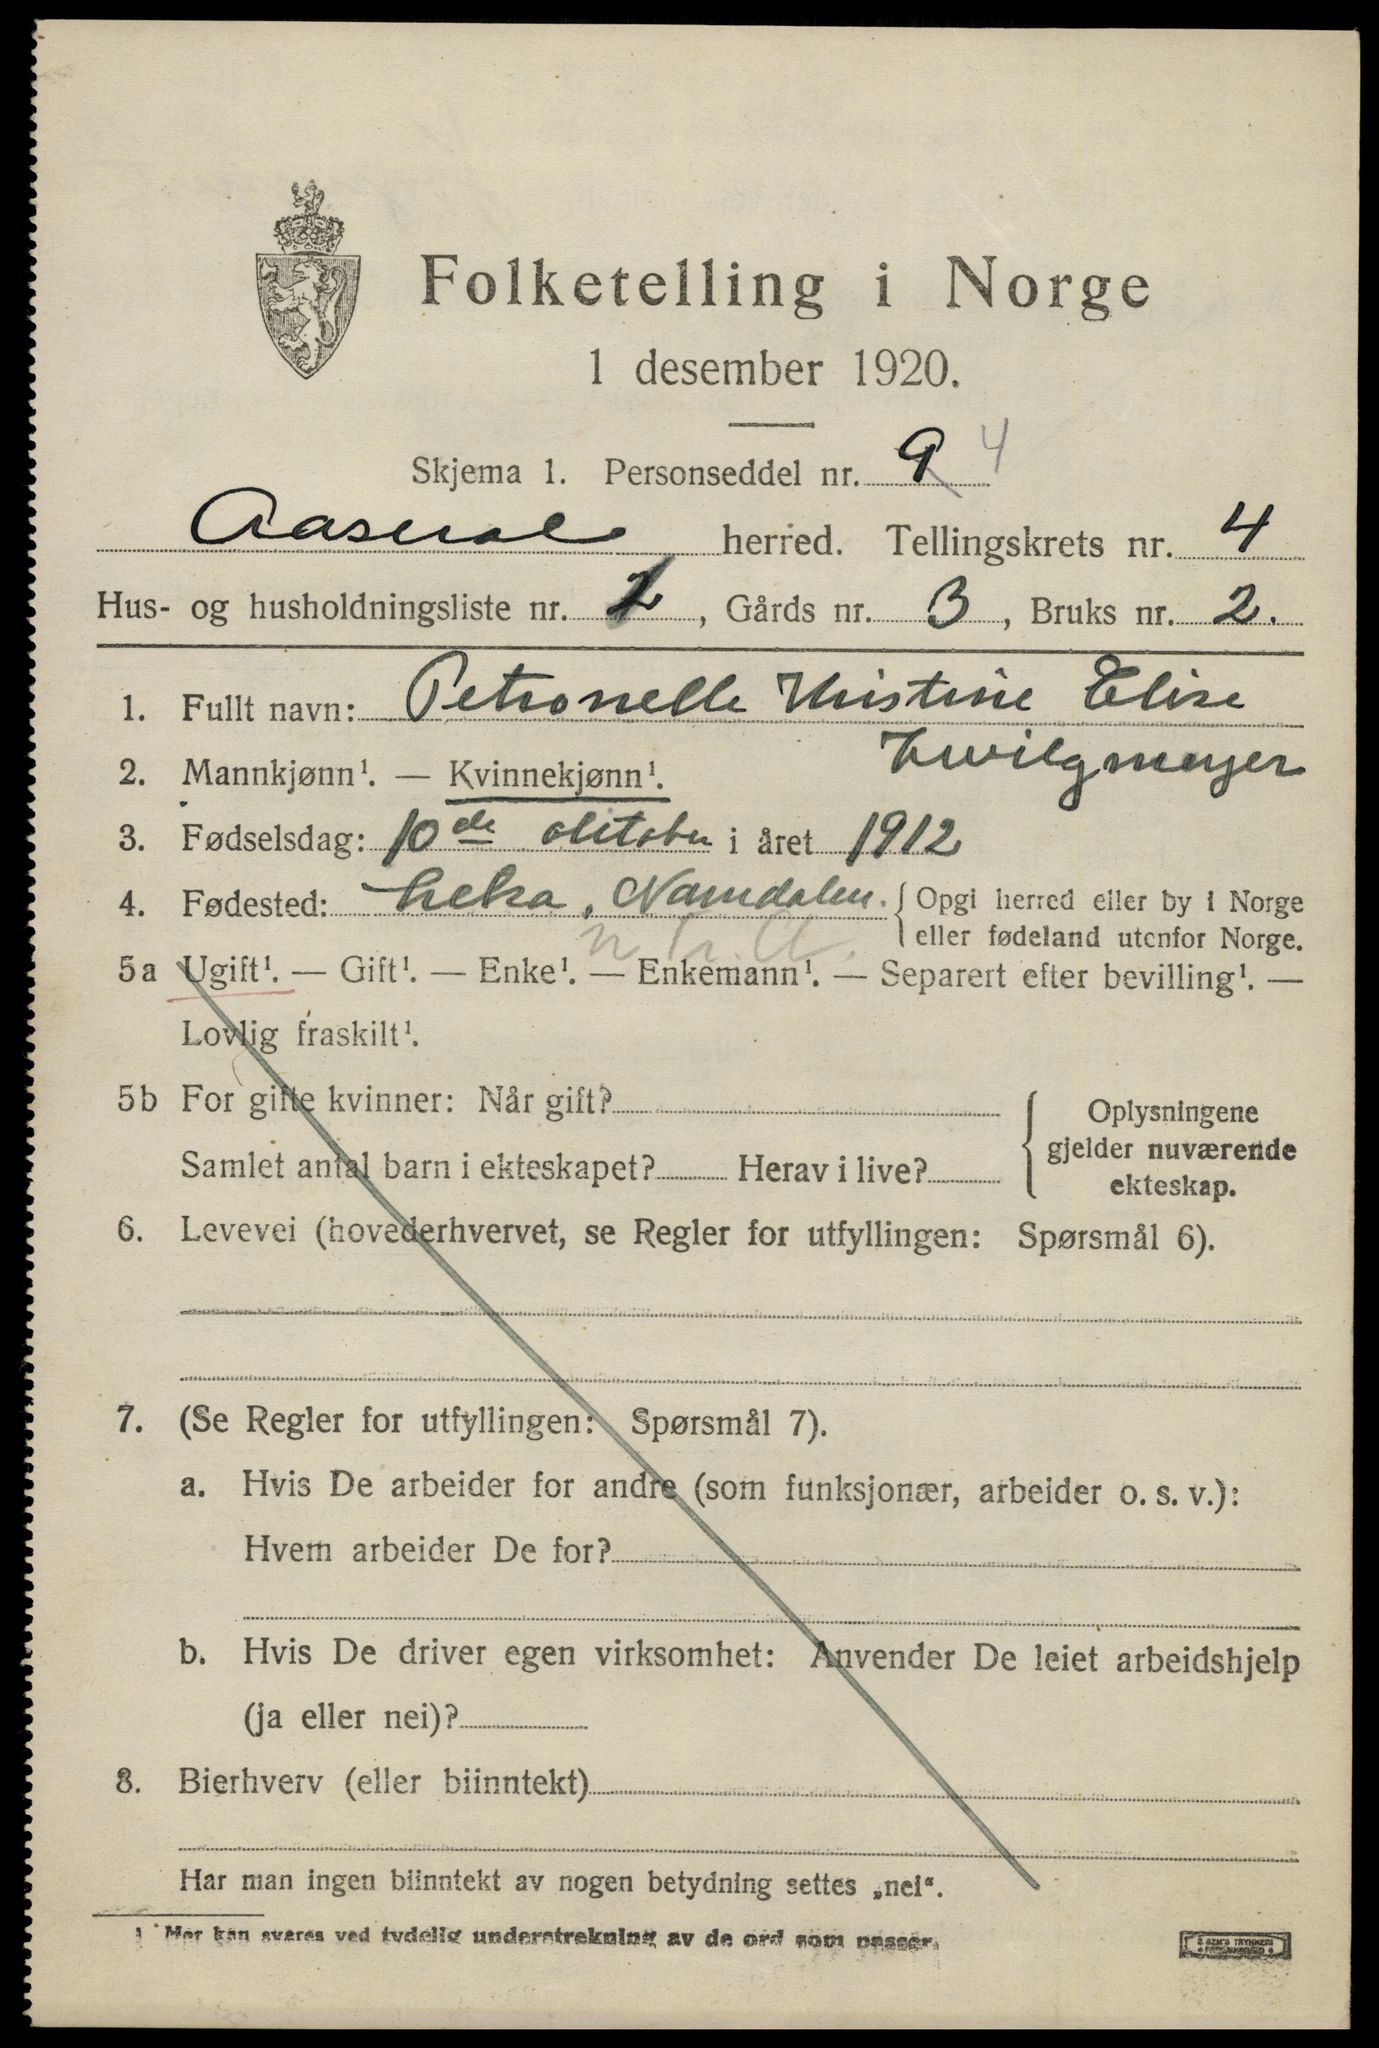 Folketelling i Norge
1 desember 1920.
Skjema 1. Personseddel nr. 9 4
Aaseral herred. Tellingskrets nr. 4
Hus- og husholdningsliste nr. 2, Gårds nr. 3, Bruks nr. 2.
1. Fullt navn: Petronelle Kristine Elise
Zwilgmeyer
2. Mannkjønn¹. — Kvinnekjønn¹.
3. Fødselsdag: 10de oktober i året 1912
4. Fødested: Leka, Namdalen. { Opgi herred eller by i Norge
eller fødeland utenfor Norge.
5a Ugift¹. — Gift¹. — Enke¹. — Enkemann¹. — Separert efter bevilling¹. —
Lovlig fraskilt¹.
5b For gifte kvinner: Når gift?
Samlet antal barn i ekteskapet? Herav i live?
{ Oplysningene
gjelder nuværende
ekteskap.
6. Levevei (hovederhvervet, se Regler for utfyllingen: Spørsmål 6).
7. (Se Regler for utfyllingen: Spørsmål 7).
a. Hvis De arbeider for andre (som funksjonær, arbeider o. s. v.):
Hvem arbeider De for?
b. Hvis De driver egen virksomhet: Anvender De leiet arbeidshjelp
(ja eller nei)?
8. Bierhverv (eller biinntekt)
Har man ingen biinntekt av nogen betydning settes „nei“.
1 Mer kan svares ved tydelig understrekning av de ord som passer.